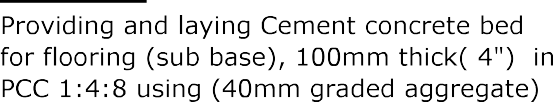 Providing and laying Cement concrete bed
for flooring (sub base), 100mm thick( 4")  in
PCC 1:4:8 using (40mm graded aggregate)